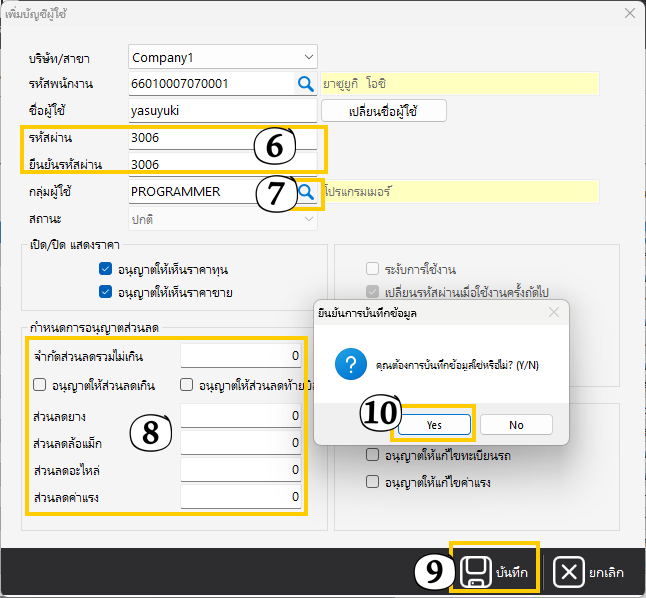 เพิ่มบัญชีผู้ใช้
บริษัท/สาขา Company1
รหัสพนักงาน 66010007070001 ยาซูยูกิ โอชิ
ชื่อผู้ใช้ yasuyuki เปลี่ยนชื่อผู้ใช้
รหัสผ่าน 3006 6
ยืนยันรหัสผ่าน 3006
กลุ่มผู้ใช้ PROGRAMMER 7 โปรแกรมเมอร์
สถานะ ปกติ
เปิด/ปิด แสดงราคา
อนุญาตให้เห็นราคาทุน
อนุญาตให้เห็นราคาขาย
ระงับการใช้งาน
เปลี่ยนรหัสผ่านเมื่อใช้งานครั้งถัดไป
กำหนดการอนุญาตส่วนลด
จำกัดส่วนลดรวมไม่เกิน 0
อนุญาตให้ส่วนลดเกิน อนุญาตให้ส่วนลดท้าย
ส่วนลดยาง 0
8
ส่วนลดล้อแม็ก 0
ส่วนลดอะไหล่ 0
ส่วนลดค่าแรง 0
ยืนยันการบันทึกข้อมูล
คุณต้องการบันทึกข้อมูลใช่หรือไม่? (Y/N)
10 Yes No
อนุญาตให้แก้ไขทะเบียนรถ
อนุญาตให้แก้ไขค่าแรง
9 บันทึก ยกเลิก